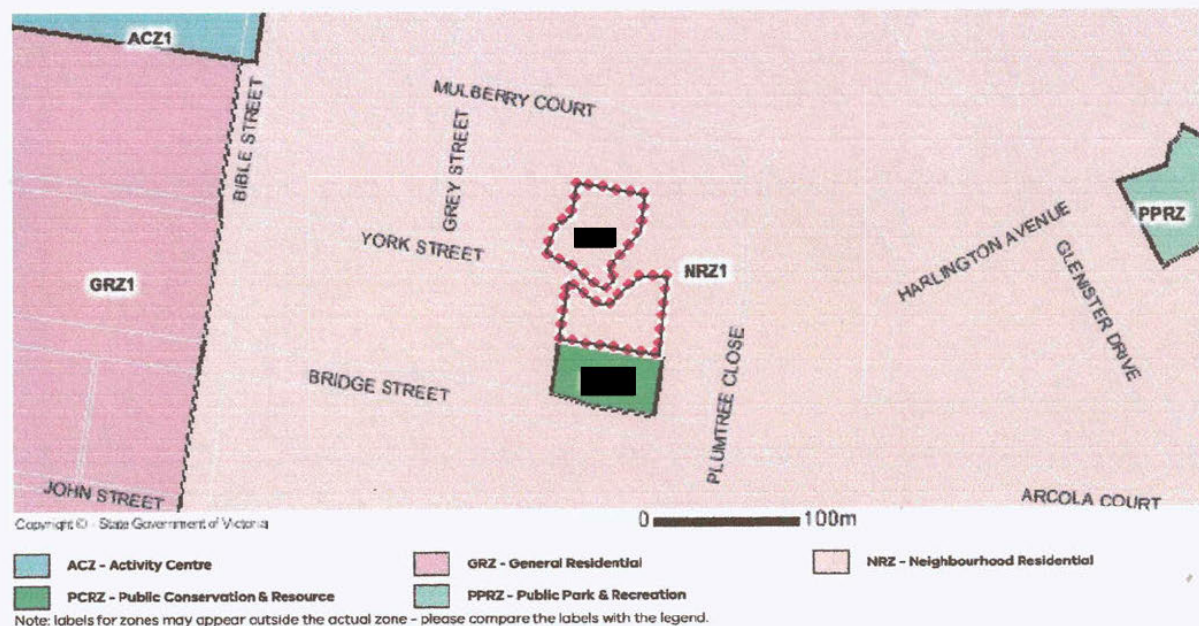 ACZ1
MULBERRY COURT
BIBLE STREET
GREY STREET
YORK STREET
PPRZ
HARLINGTON AVENUE
GLENISTER DRIVE
NRZ1
GRZ1
BRIDGE STREET
PLUMTREE CLOSE
JOHN STREET
ARCOLA COURT
Copyright © - State Government of Victoria
0 100m
ACZ - Activity Centre
GRZ - General Residential
NRZ - Neighbourhood Residential
PCRZ - Public Conservation & Resource
PPRZ - Public Park & Recreation
Note: labels for zones may appear outside the actual zone - please compare the labels with the legend.